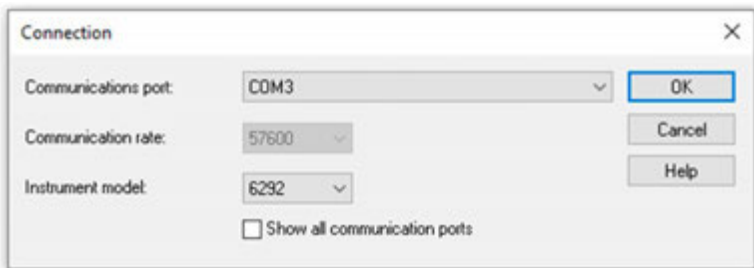 Connection
Communications port: COM3 OK
Communication rate: 57600 Cancel
Help
Instrument model: 6292
Show all communication ports